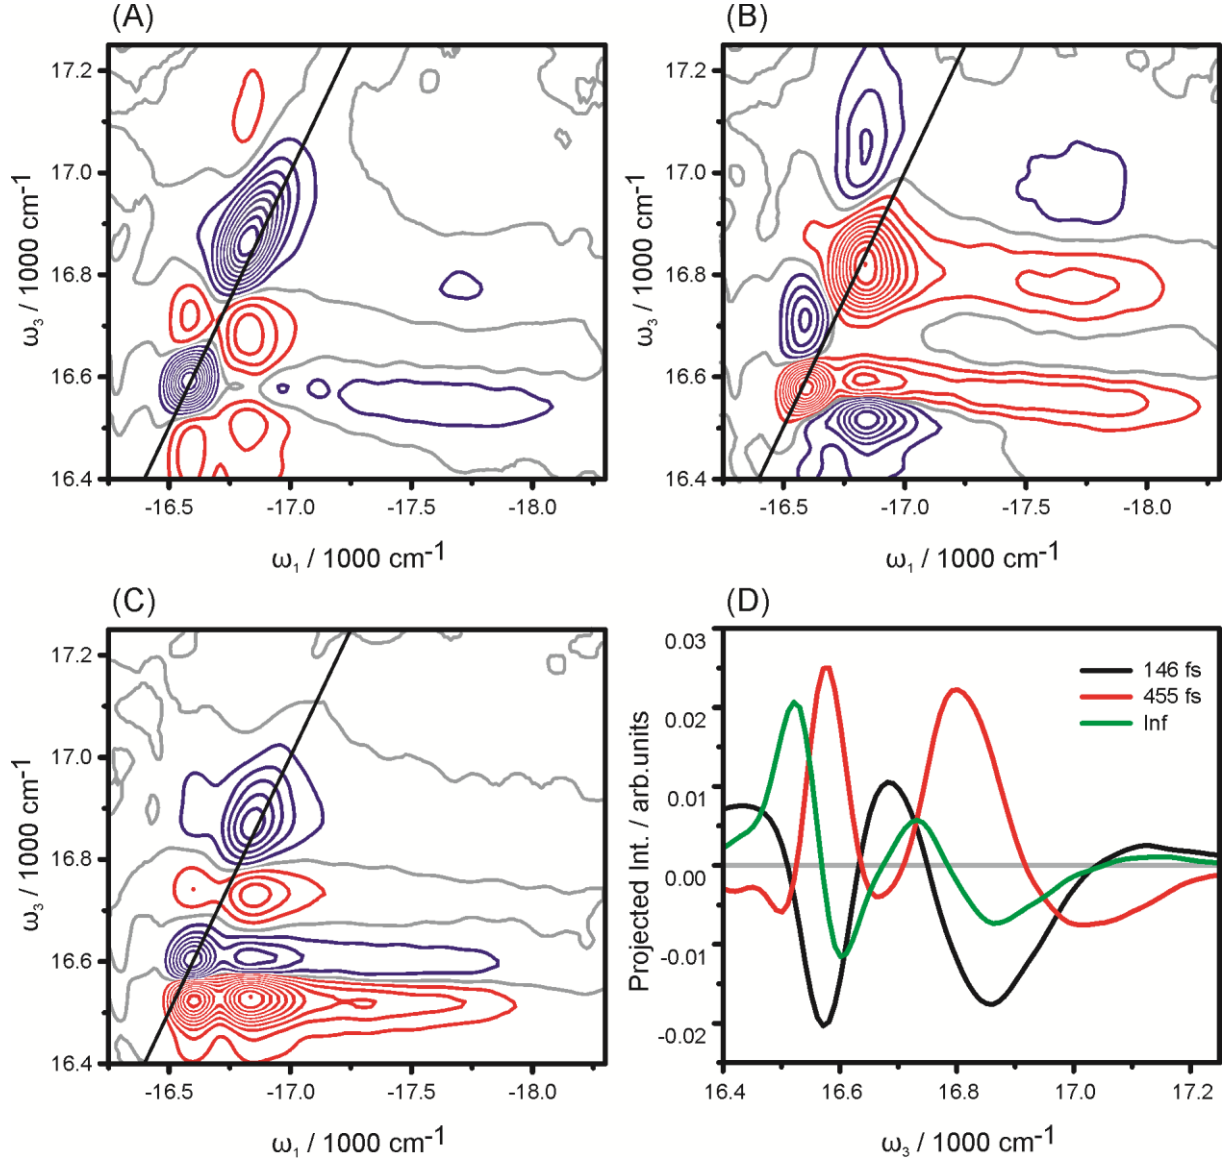 (A)
17.2
17.0
16.8
16.6
16.4
ω3 / 1000 cm-1
-16.5 -17.0 -17.5 -18.0
ω1 / 1000 cm-1
(B)
17.2
17.0
16.8
16.6
16.4
ω3 / 1000 cm-1
-16.5 -17.0 -17.5 -18.0
ω1 / 1000 cm-1
(C)
17.2
17.0
16.8
16.6
16.4
ω3 / 1000 cm-1
-16.5 -17.0 -17.5 -18.0
ω1 / 1000 cm-1
(D)
0.03
0.02
0.01
0.00
-0.01
-0.02
Projected Int. / arb.units
146 fs
455 fs
Inf
16.4 16.6 16.8 17.0 17.2
ω3 / 1000 cm-1